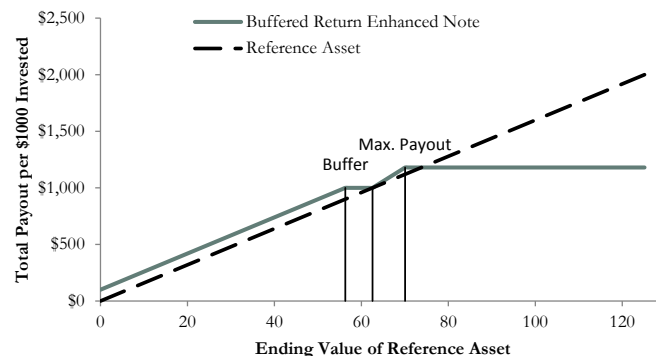 Buffered Return Enhanced Note
Reference Asset
Total Payout per $1000 Invested
$2,500
$2,000
$1,500
$1,000
$500
$0
Max. Payout
Buffer
0 20 40 60 80 100 120
Ending Value of Reference Asset